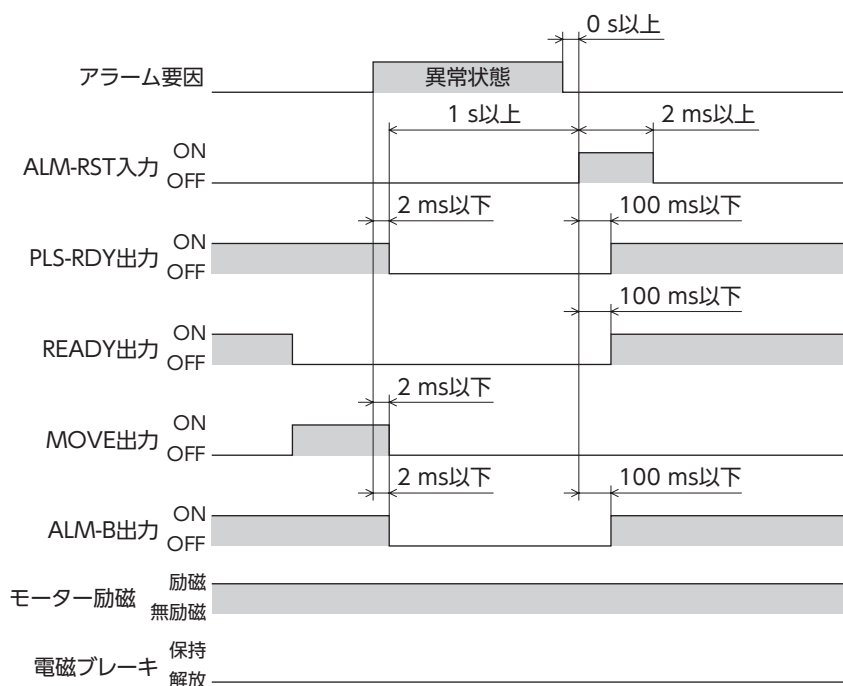 0 s以上
アラーム要因
異常状態
1 s以上
2 ms以上
ALM-RST入力
ON
OFF
2 ms以下
100 ms以下
PLS-RDY出力
ON
OFF
100 ms以下
READY出力
ON
OFF
2 ms以下
MOVE出力
ON
OFF
2 ms以下
100 ms以下
ALM-B出力
ON
OFF
モーター励磁
励磁
無励磁
電磁ブレーキ
保持
解放